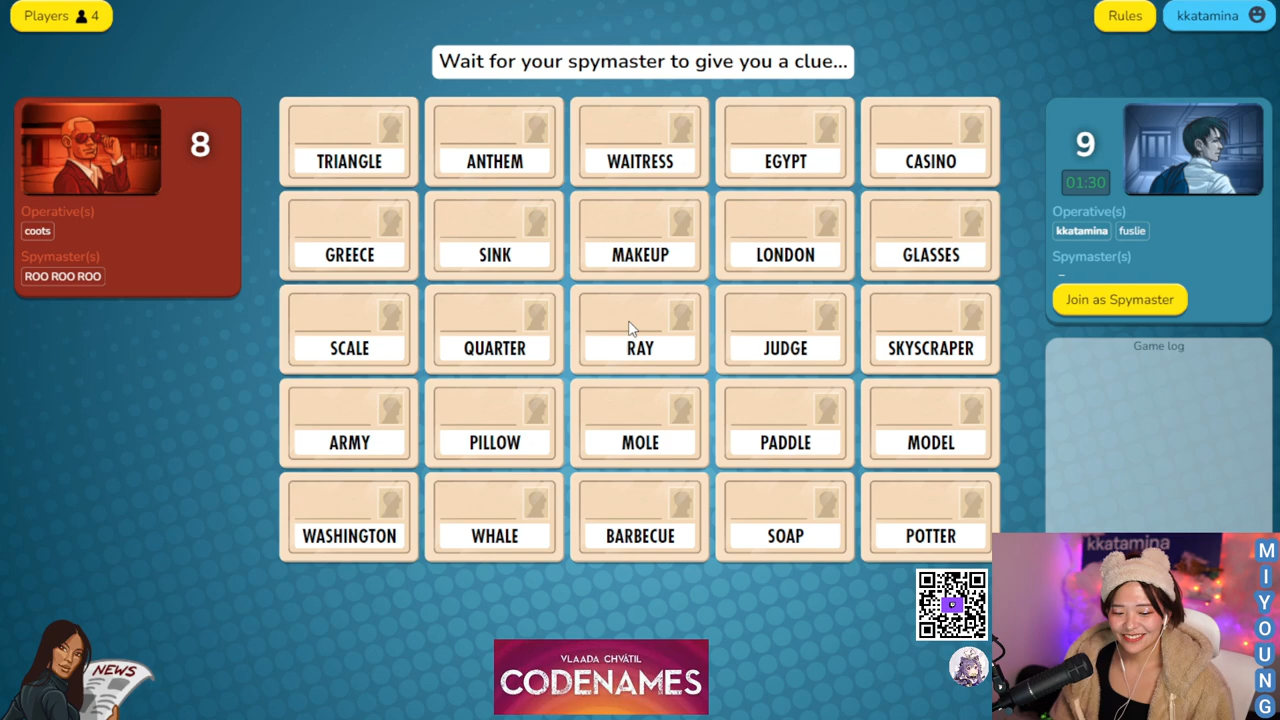 Players 4
Rules
kkatamina
Wait for your spymaster to give you a clue...
8
Operative(s)
coots
Spymaster(s)
ROO ROO ROO
TRIANGLE
ANTHEM
WAITRESS
EGYPT
CASINO
GREECE
SINK
MAKEUP
LONDON
GLASSES
SCALE
QUARTER
RAY
JUDGE
SKYSCRAPER
ARMY
PILLOW
MOLE
PADDLE
MODEL
WASHINGTON
WHALE
BARBECUE
SOAP
POTTER
9
01:30
Operative(s)
kkatamina fuslie
Spymaster(s)
–
Join as Spymaster
Game log
kkatamina
MIYOUNG
NEWS
VLAADA CHVÁTIL
CODENAMES